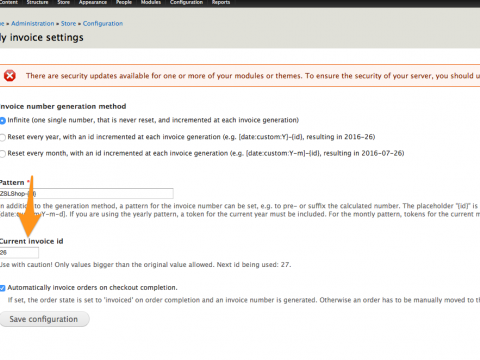 Content Structure Store Appearance People Modules Configuration Reports
» Administration » Store » Configuration
invoice settings
There are security updates available for one or more of your modules or themes. To ensure the security of your server, you should
Invoice number generation method
Infinite (one single number, that is never reset, and incremented at each invoice generation)
Reset every year, with an id incremented at each invoice generation (e.g. [date:custom:Y]-{id}, resulting in 2016-26)
Reset every month, with an id incremented at each invoice generation (e.g. [date:custom:Y-m]-{id}, resulting in 2016-07-26)
Pattern *
In addition to the generation method, a pattern for the invoice number can be set, e.g. to pre- or suffix the calculated number. The placeholder "{id}" is
If you are using the yearly pattern, a token for the current year must be included. For the montly pattern, tokens for the current
Current invoice id
26
Use with caution! Only values bigger than the original value allowed. Next id being used: 27.
Automatically invoice orders on checkout completion.
If set, the order state is set to 'invoiced' on order completion and an invoice number is generated. Otherwise an order has to be manually moved to
Save configuration